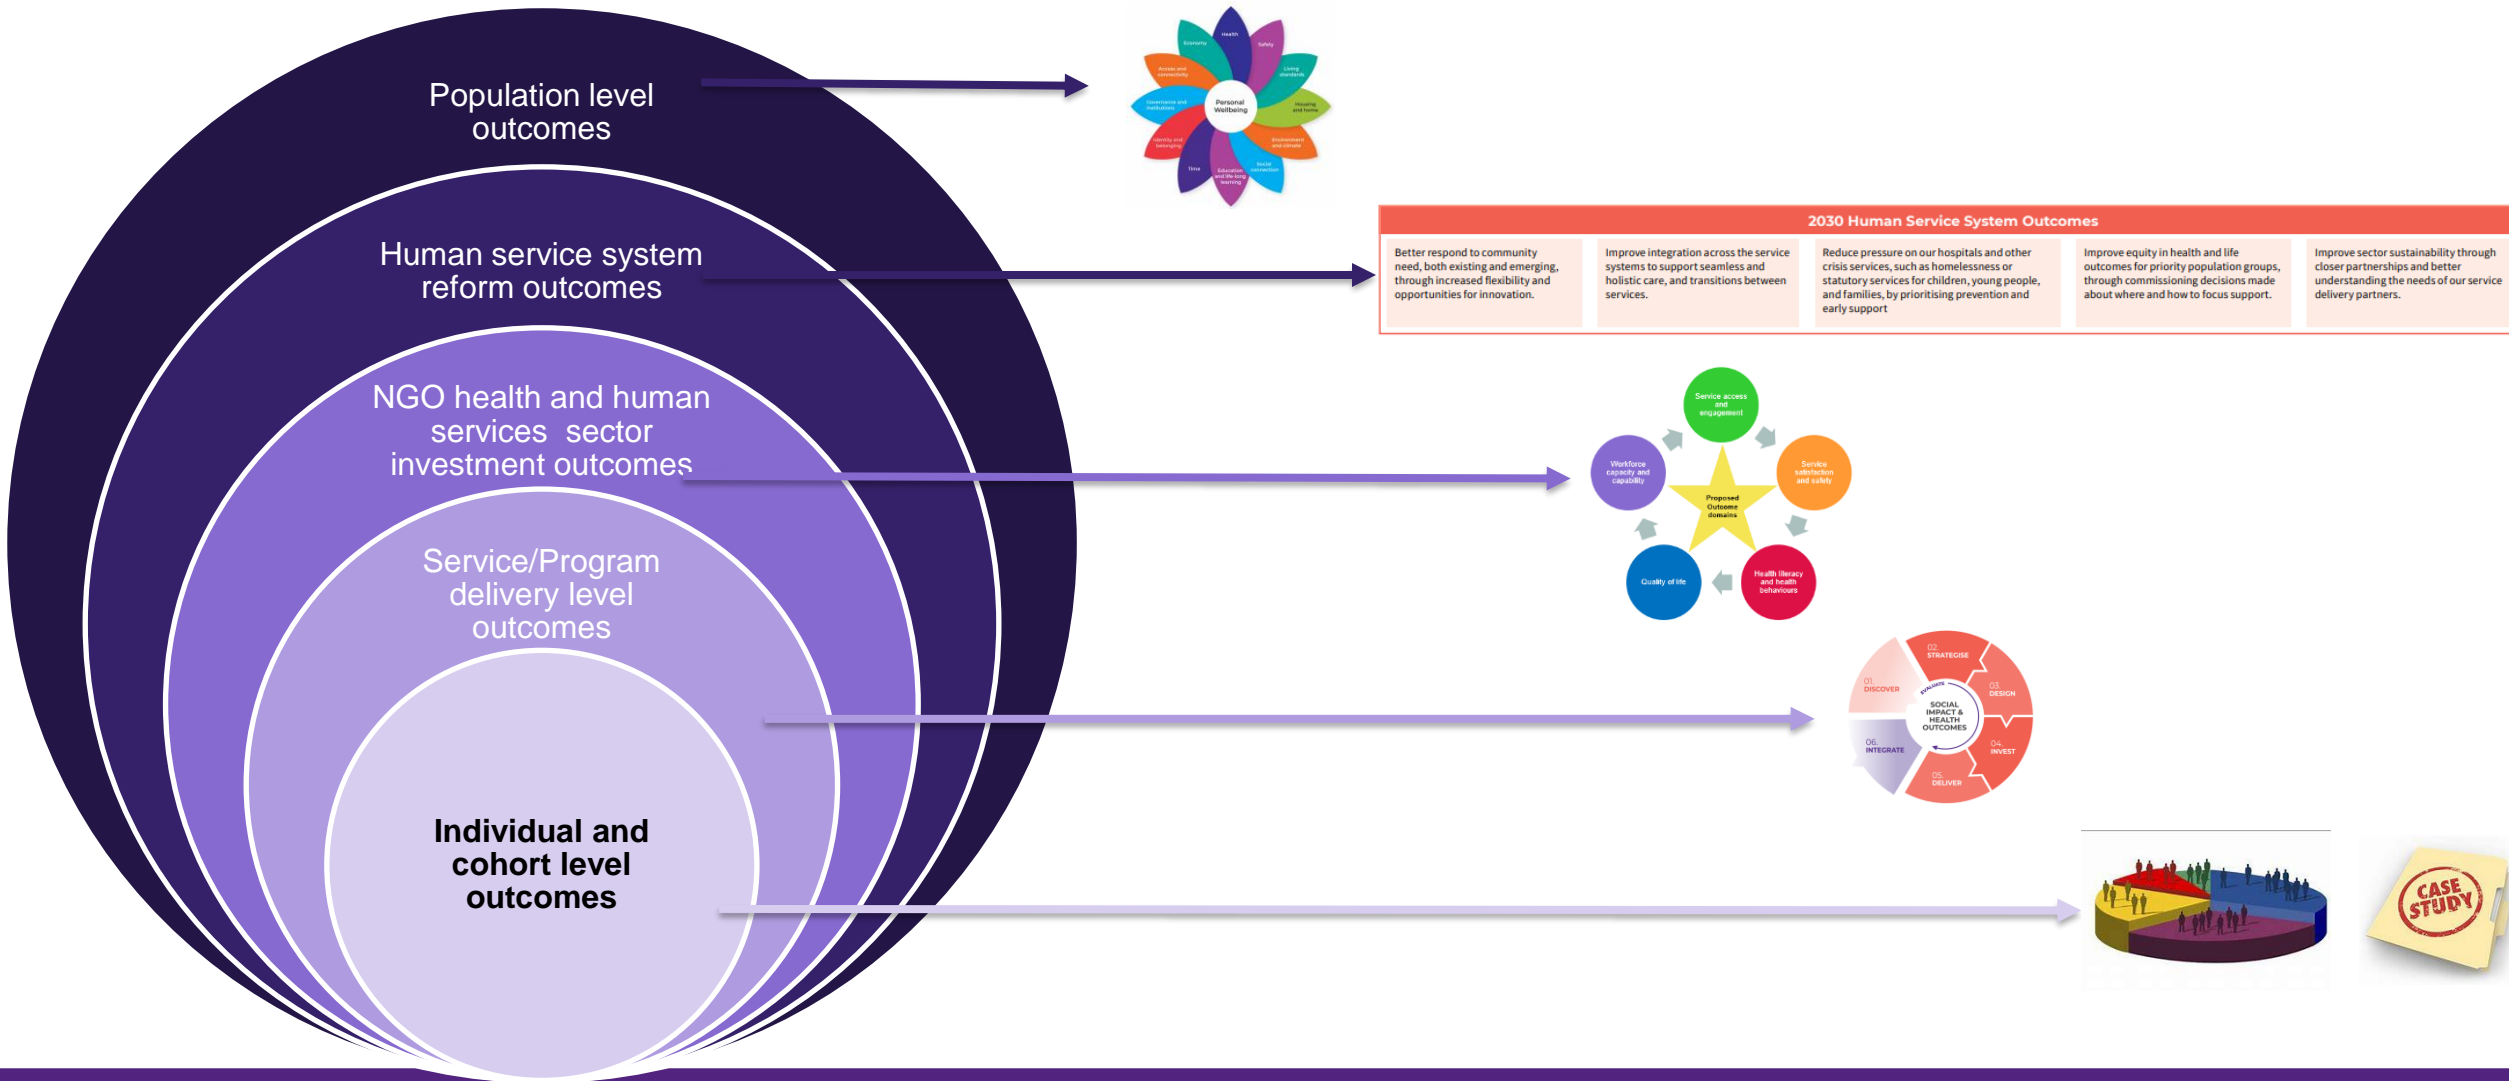 Population level
outcomes
Human service system
reform outcomes
NGO health and human
services sector
investment outcomes
Service/Program
delivery level
outcomes
Individual and
cohort level
outcomes
Health
Safety
Living
standards
Housing
and home
Environment
and climate
Social
connection
Education
and life-long
learning
Time
Identity and
belonging
Governance and
institutions
Access and
connectivity
Economy
Personal
Wellbeing
2030 Human Service System Outcomes
Better respond to community
need, both existing and emerging,
through increased flexibility and
opportunities for innovation.
Improve integration across the service
systems to support seamless and
holistic care, and transitions between
services.
Reduce pressure on our hospitals and other
crisis services, such as homelessness or
statutory services for children, young people,
and families, by prioritising prevention and
early support
Improve equity in health and life
outcomes for priority population groups,
through commissioning decisions made
about where and how to focus support.
Improve sector sustainability through
closer partnerships and better
understanding the needs of our service
delivery partners.
Service access
and
engagement
Service
satisfaction
and safety
Health literacy
and health
behaviours
Quality of life
Workforce
capacity and
capability
Proposed
Outcome
domains
01.
DISCOVER
02.
STRATEGISE
03.
DESIGN
04.
INVEST
05.
DELIVER
06.
INTEGRATE
EVALUATE
SOCIAL
IMPACT &
HEALTH
OUTCOMES
CASE
STUDY